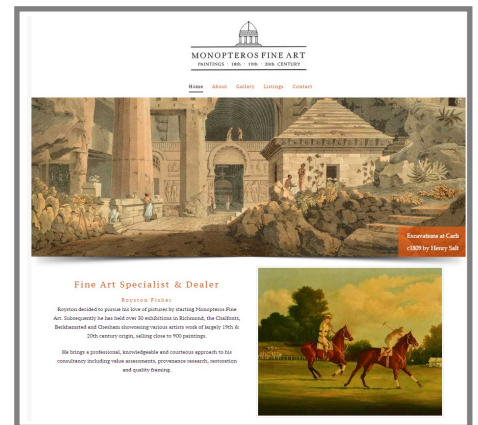 MONOPTEROS FINE ART
PAINTINGS · 18th · 19th · 20th CENTURY
Home About Gallery Listings Contact
Excavations at Carli
c1809 by Henry Salt
Fine Art Specialist & Dealer
Royston Fisher
Royston decided to pursue his love of pictures by starting Monopteros Fine
Art. Subsequently he has held over 50 exhibitions in Richmond, the Chalfonts,
Berkhamsted and Chesham showcasing various artists work of largely 19th &
20th century origin, selling close to 900 paintings.
He brings a professional, knowledgeable and courteous approach to his
consultancy including value assessments, provenance research, restoration
and quality framing.